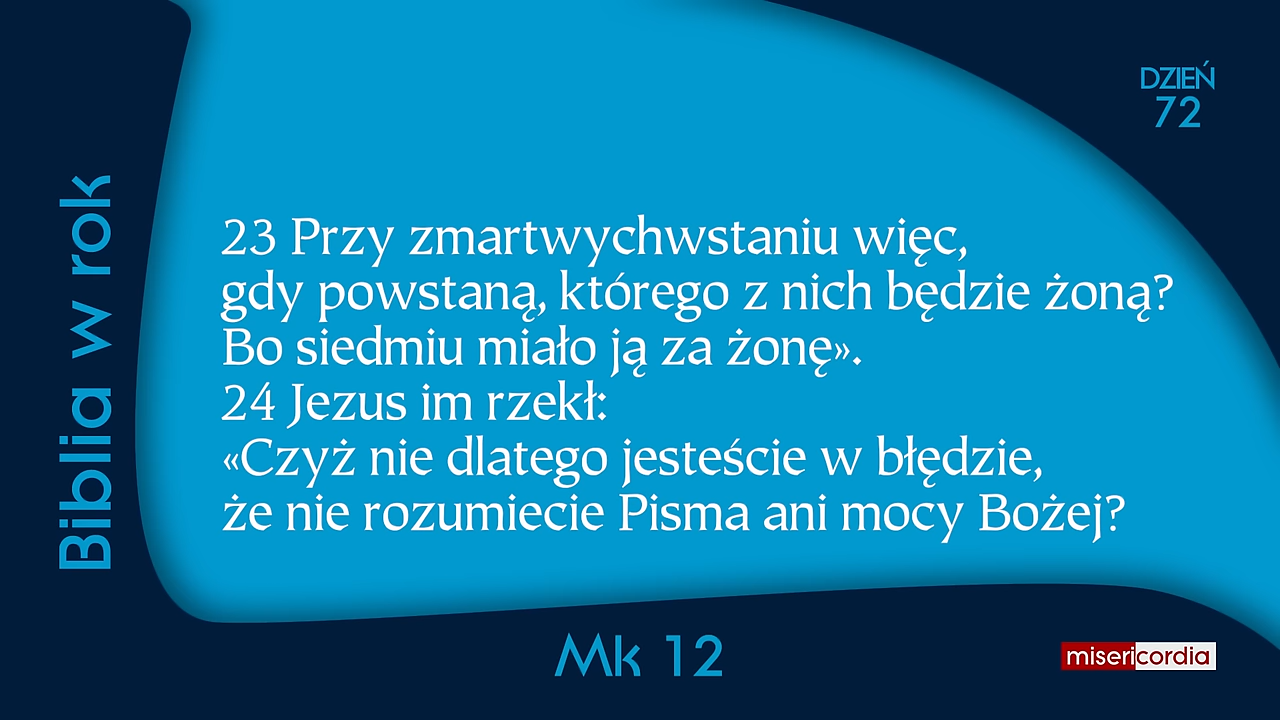 DZIEŃ
72
Biblia w rok
23 Przy zmartwychwstaniu więc,
gdy powstaną, którego z nich będzie żoną?
Bo siedmiu miało ją za żonę».
24 Jezus im rzekł:
«Czyż nie dlatego jesteście w błędzie,
że nie rozumiecie Pisma ani mocy Bożej?
Mk 12
misericordia